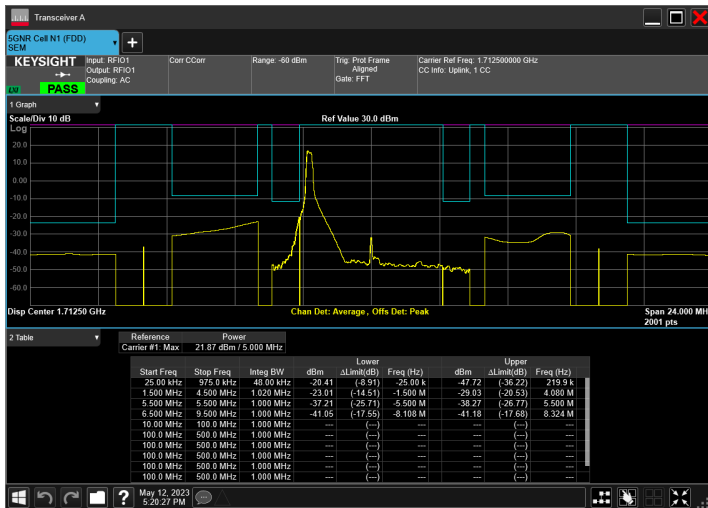 Transceiver A
5GNR Cell N1 (FDD)
SEM
KEYSIGHT
LXI
PASS
Input: RFIO1
Output: RFIO1
Coupling: AC
Corr CCorr
Range: -60 dBm
Trig: Prot Frame
Aligned
Gate: FFT
Carrier Ref Freq: 1.712500000 GHz
CC Info: Uplink, 1 CC
1 Graph
Scale/Div 10 dB
Ref Value 30.0 dBm
Log
20.0
10.0
0.00
-10.0
-20.0
-30.0
-40.0
-50.0
-60.0
Disp Center 1.71250 GHz
Chan Det: Average, Offs Det: Peak
Span 24.000 MH
2001 pts
2 Table
Reference Power
Carrier #1: Max 21.87 dBm / 5.000 MHz
Lower Upper
Start Freq Stop Freq Integ BW dBm ΔLimit(dB) Freq (Hz) dBm ΔLimit(dB) Freq (Hz)
25.00 kHz 975.0 kHz 48.00 kHz -20.41 (-8.91) -25.00 k -47.72 (-36.22) 219.9 k
1.500 MHz 4.500 MHz 1.020 MHz -23.01 (-14.51) -1.500 M -29.03 (-20.53) 4.080 M
5.500 MHz 5.500 MHz 1.000 MHz -37.21 (-25.71) -5.500 M -38.27 (-26.77) 5.500 M
6.500 MHz 9.500 MHz 1.000 MHz -41.05 (-17.55) -8.108 M -41.18 (-17.68) 8.324 M
10.00 MHz 100.0 MHz 1.000 MHz --- (---) --- --- (---) ---
100.0 MHz 500.0 MHz 1.000 MHz --- (---) --- --- (---) ---
100.0 MHz 500.0 MHz 1.000 MHz --- (---) --- --- (---) ---
100.0 MHz 500.0 MHz 1.000 MHz --- (---) --- --- (---) ---
100.0 MHz 500.0 MHz 1.000 MHz --- (---) --- --- (---) ---
100.0 MHz 500.0 MHz 1.000 MHz --- (---) --- --- (---) ---
May 12, 2023
5:20:27 PM